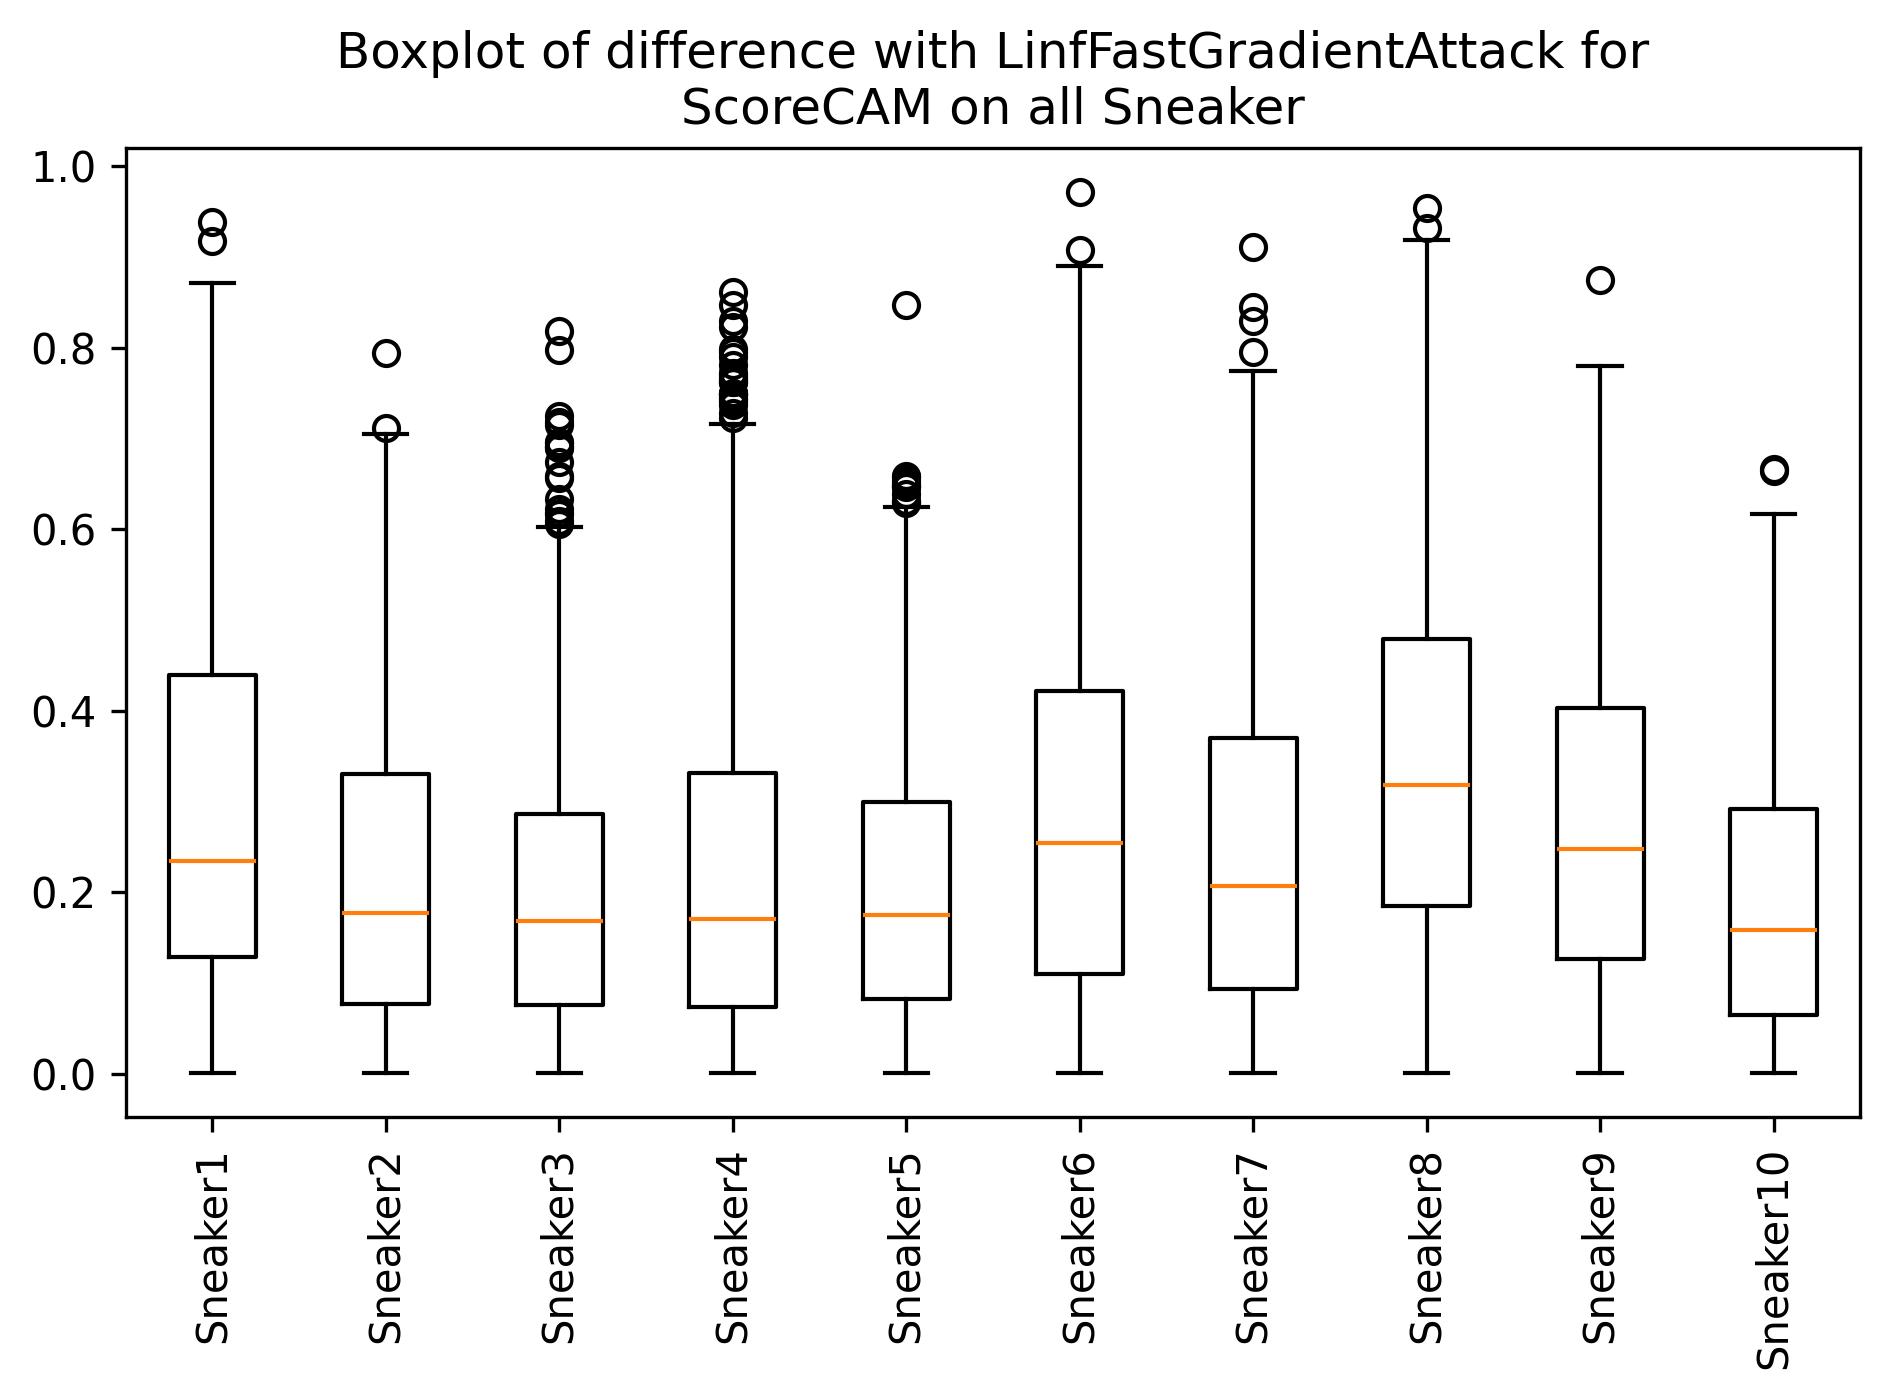 Boxplot of difference with LinfFastGradientAttack for
ScoreCAM on all Sneaker
1.0
0.8
0.6
0.4
0.2
0.0
Sneaker1
Sneaker2
Sneaker3
Sneaker4
Sneaker5
Sneaker6
Sneaker7
Sneaker8
Sneaker9
Sneaker10